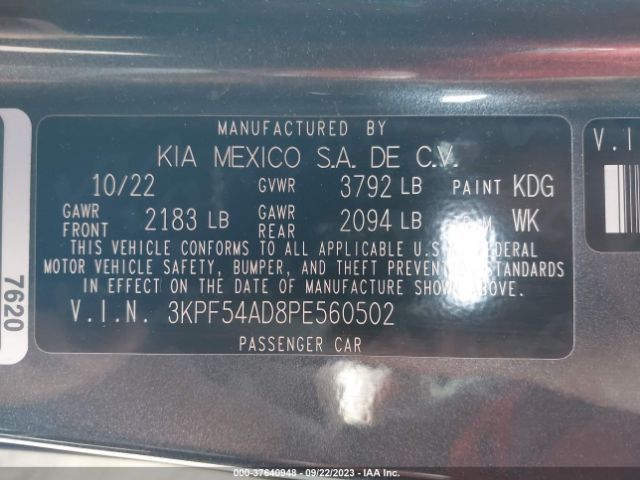 MANUFACTURED BY
KIA MEXICO S.A. DE C.V.
10/22 GVWR 3792 LB PAINT KDG
GAWR FRONT 2183 LB GAWR REAR 2094 LB WK
THIS VEHICLE CONFORMS TO ALL APPLICABLE U.S.
MOTOR VEHICLE SAFETY, BUMPER, AND THEFT PREVENTION STANDARDS
IN EFFECT ON THE DATE OF MANUFACTURE SHOWN ABOVE.
V.I.N. 3KPF54AD8PE560502
PASSENGER CAR
7620
V.I
000-37640948 - 09/22/2023 - IAA Inc.